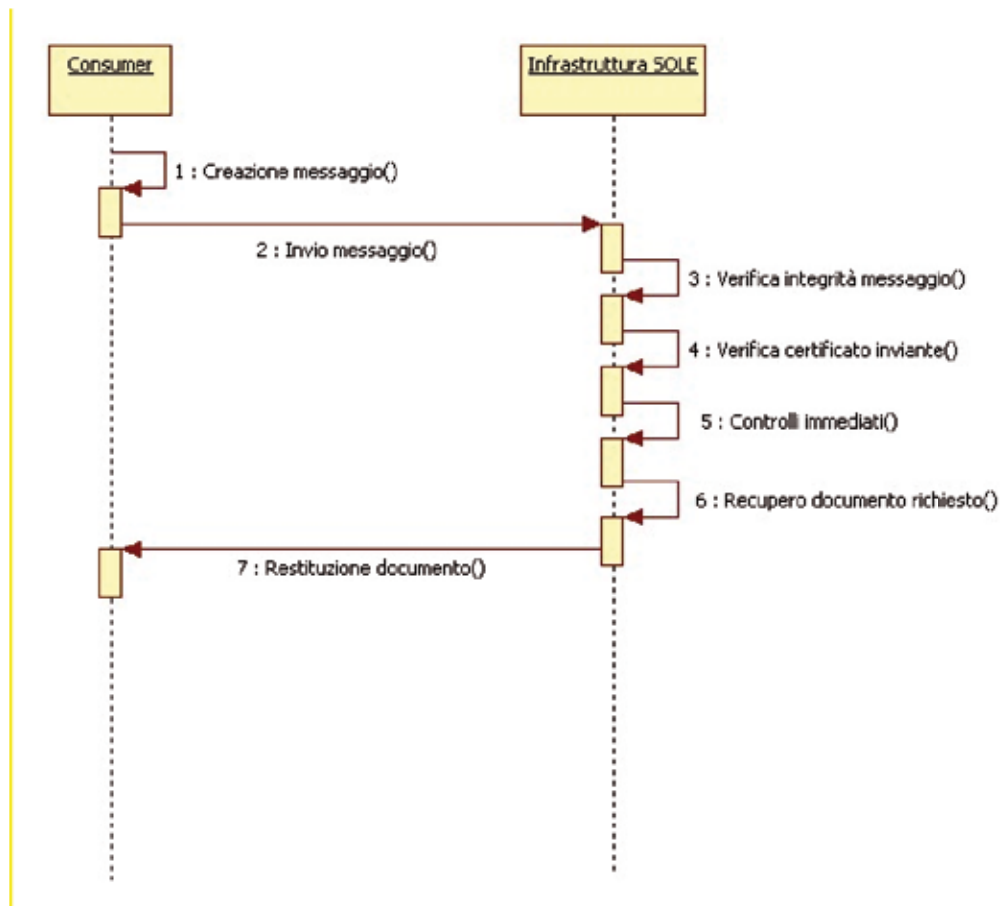 Consumer
Infrastruttura SOLE
1 : Creazione messaggio()
2 : Invio messaggio()
3 : Verifica integrità messaggio()
4 : Verifica certificato inviante()
5 : Controlli immediati()
6 : Recupero documento richiesto()
7 : Restituzione documento()